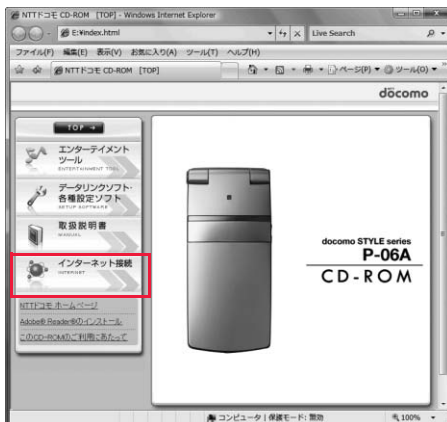 NTTドコモ CD-ROM [TOP] - Windows Internet Explorer
E:¥index.html
Live Search
ファイル(F) 編集(E) 表示(V) お気に入り(A) ツール(T) ヘルプ(H)
NTTドコモ CD-ROM [TOP]
ページ(P) ツール(O)
döcomo
TOP
エンターテイメント
ツール
ENTERTAINMENT TOOL
データリンクソフト・
各種設定ソフト
SETUP SOFTWARE
取扱説明書
MANUAL
インターネット接続
INTERNET
NTTドコモ ホームページ
Adobe® Reader®のインストール
このCD-ROMのご利用にあたって
docomo STYLE series
P-06A
CD-ROM
コンピュータ | 保護モード: 無効
100%